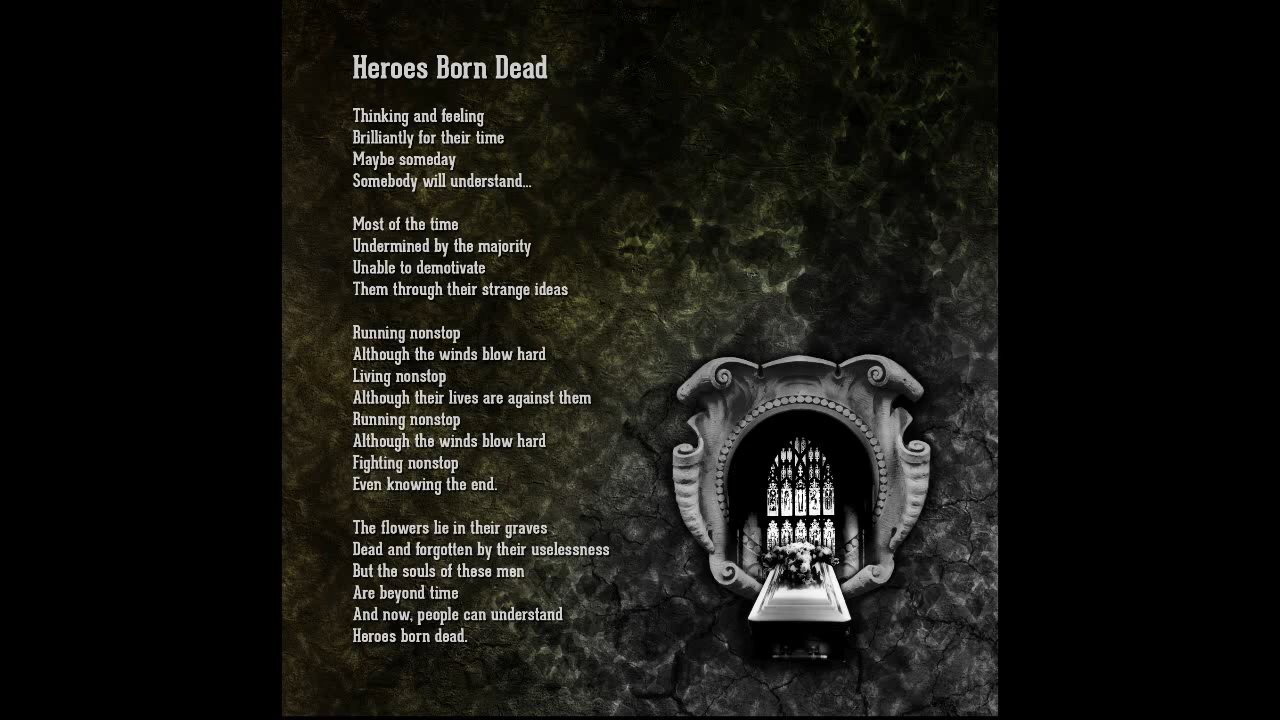 Heroes Born Dead
Thinking and feeling
Brilliantly for their time
Maybe someday
Somebody will understand...
Most of the time
Undermined by the majority
Unable to demotivate
Them through their strange ideas
Running nonstop
Although the winds blow hard
Living nonstop
Although their lives are against them
Running nonstop
Although the winds blow hard
Fighting nonstop
Even knowing the end.
The flowers lie in their graves
Dead and forgotten by their uselessness
But the souls of these men
Are beyond time
And now, people can understand
Heroes born dead.